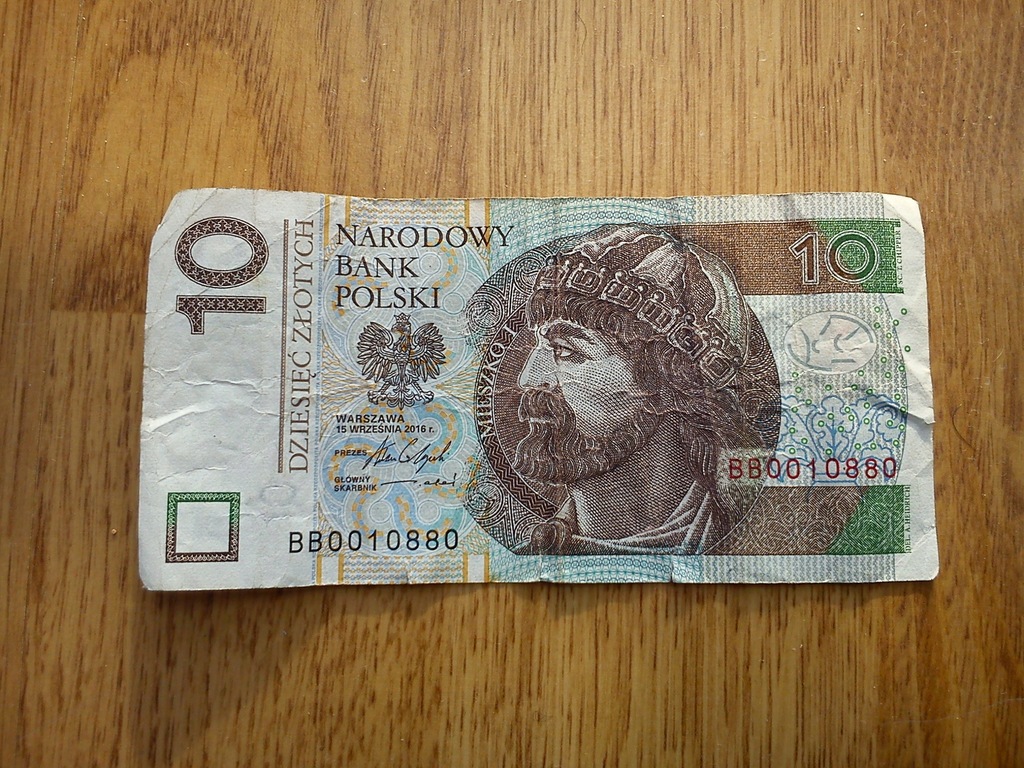 10
DZIESIĘĆ ZŁOTYCH
NARODOWY
BANK
POLSKI
WARSZAWA
15 WRZEŚNIA 2016 r.
PREZES
GŁÓWNY
SKARBNIK
BB0010880
MIESZKO
10
BB0010880